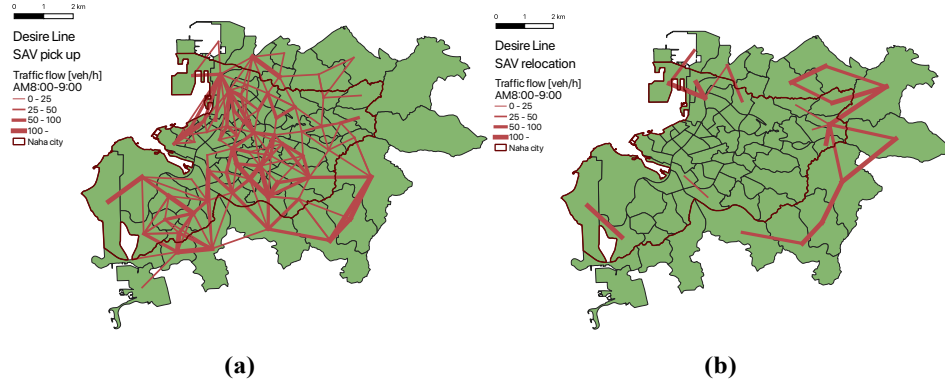 0 1 2 km
Desire Line
SAV pick up
Traffic flow [veh/h]
AM8:00-9:00
0 - 25
25 - 50
50 - 100
100 -
Naha city
(a)
0 1 2 km
Desire Line
SAV relocation
Traffic flow [veh/h]
AM8:00-9:00
0 - 25
25 - 50
50 - 100
100 -
Naha city
(b)